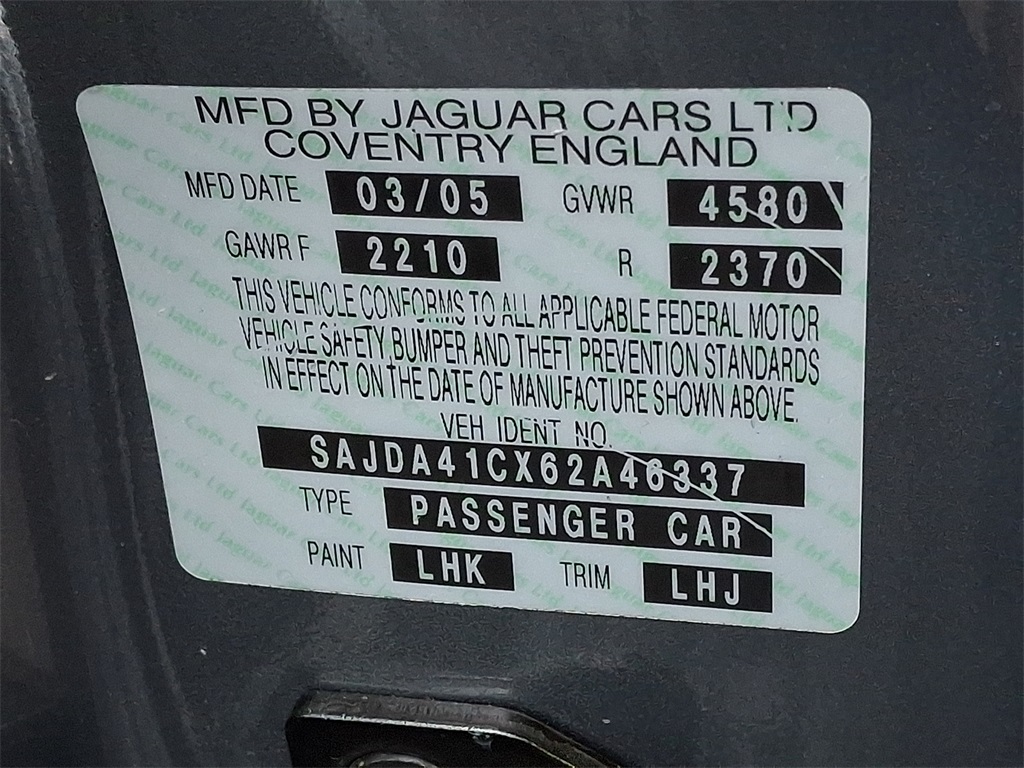 MFD BY JAGUAR CARS LTD
COVENTRY ENGLAND
MFD DATE 03/05 GVWR 4580
GAWR F 2210 R 2370
THIS VEHICLE CONFORMS TO ALL APPLICABLE FEDERAL MOTOR
VEHICLE SAFETY, BUMPER AND THEFT PREVENTION STANDARDS
IN EFFECT ON THE DATE OF MANUFACTURE SHOWN ABOVE.
VEH IDENT NO.
SAJDA41CX62A46337
TYPE PASSENGER CAR
PAINT LHK TRIM LHJ